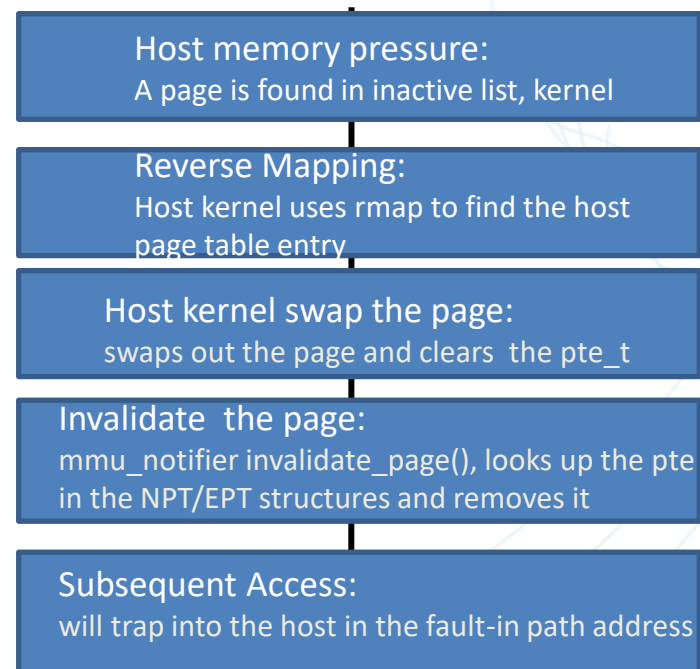 Host memory pressure:
A page is found in inactive list, kernel
Reverse Mapping:
Host kernel uses rmap to find the host
page table entry
Host kernel swap the page:
swaps out the page and clears the pte_t
Invalidate the page:
mmu_notifier invalidate_page(), looks up the pte
in the NPT/EPT structures and removes it
Subsequent Access:
will trap into the host in the fault-in path address